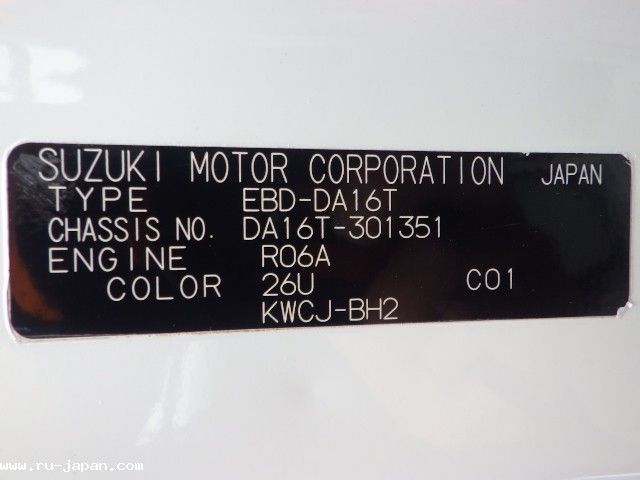 SUZUKI MOTOR CORPORATION JAPAN
TYPE EBD-DA16T
CHASSIS NO. DA16T-301351
ENGINE R06A
COLOR 26U C01
KWCJ-BH2
www.ru-japan.com